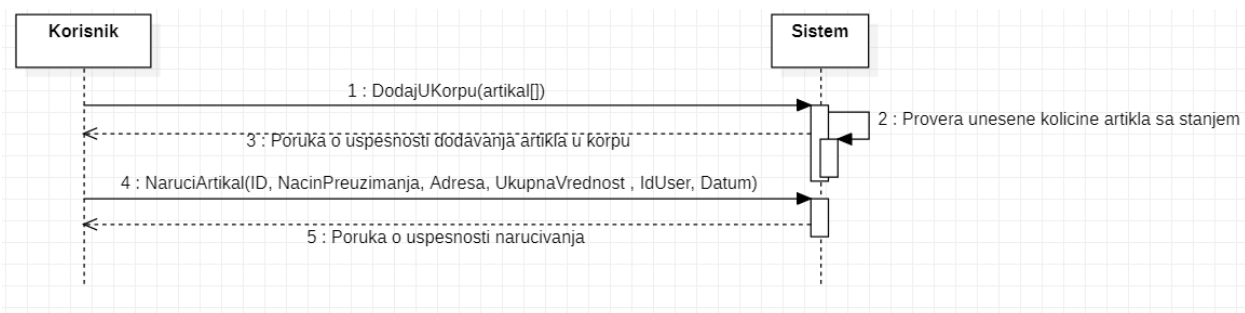 Korisnik
Sistem
1 : DodajUKorpu(artikal[])
2 : Provera unesene kolicine artikla sa stanjem
3 : Poruka o uspesnosti dodavanja artikla u korpu
4 : NaruciArtikal(ID, NacinPreuzimanja, Adresa, UkupnaVrednost , IdUser, Datum)
5 : Poruka o uspesnosti narucivanja